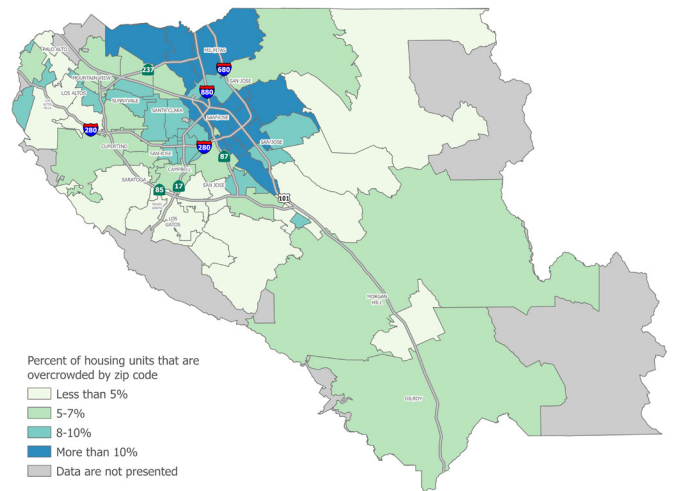 PALO ALTO
MILPITAS
237
680
MOUNTAIN VIEW
SAN JOSE
880
LOS ALTOS
SUNNYVALE
SANTA CLARA
SAN JOSE
280
280
SAN JOSE
CUPERTINO
SAN JOSE
87
CAMPBELL
SARATOGA
85
17
SAN JOSE
101
LOS
GATOS
MORGAN
HILL
GILROY
Percent of housing units that are
overcrowded by zip code
Less than 5%
5-7%
8-10%
More than 10%
Data are not presented